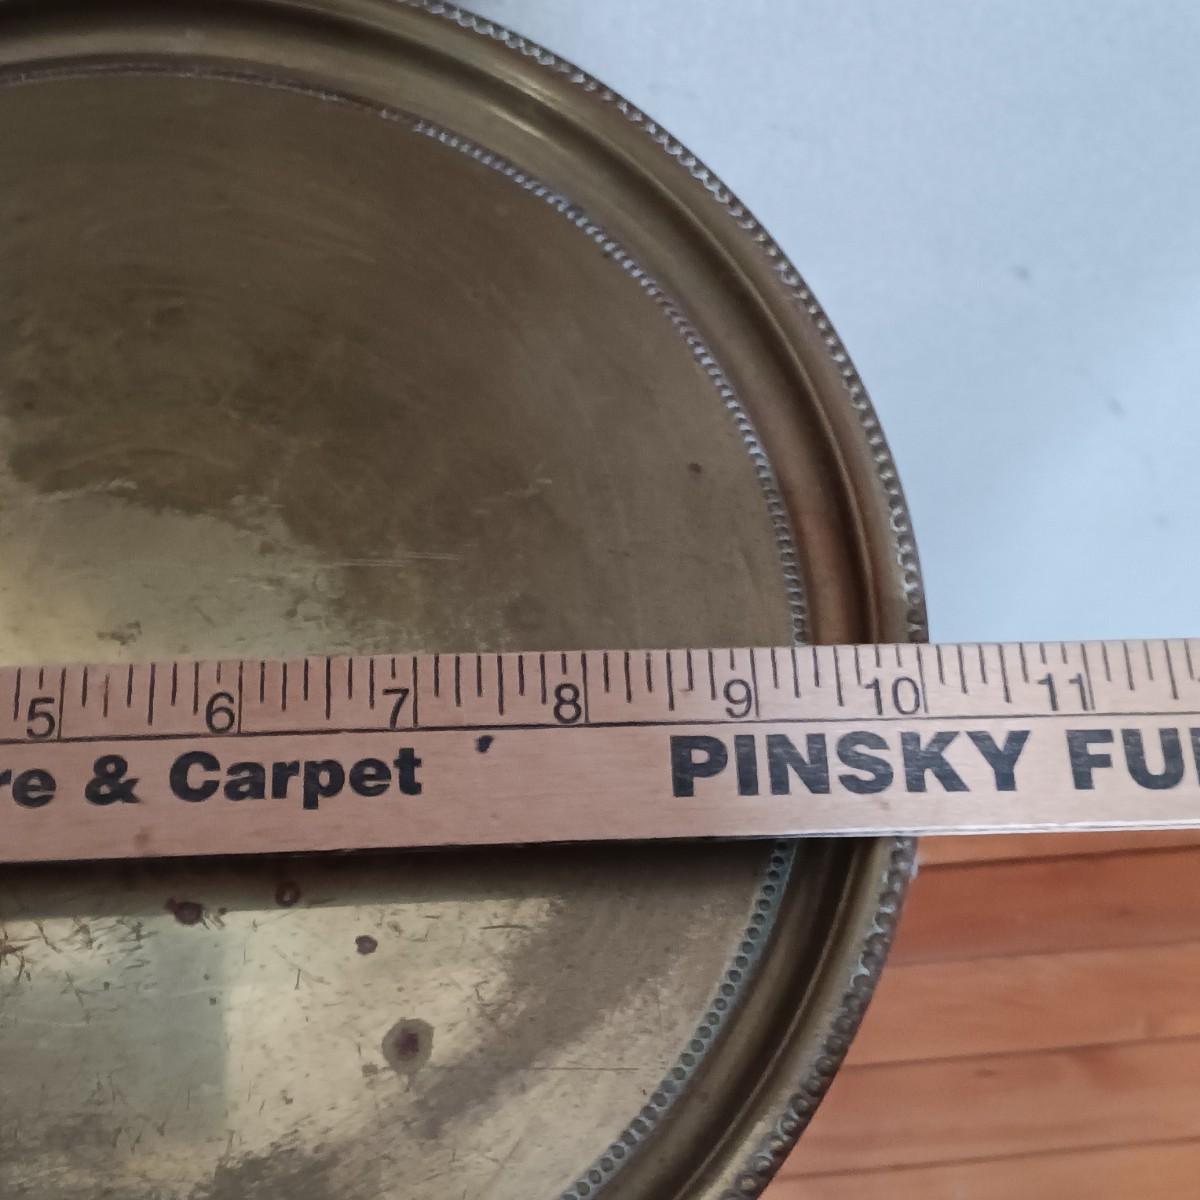 5 6 7 8 9 10 11
re & Carpet PINSKY FU